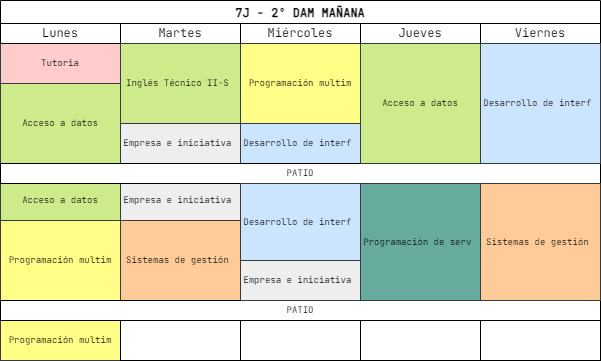 7J - 2º DAM MAÑANA
Lunes
Martes
Miércoles
Jueves
Viernes
Tutoria
Inglés Técnico II-S
Programación multim
Acceso a datos
Desarrollo de interf
Acceso a datos
Empresa e iniciativa
Desarrollo de interf
PATIO
Acceso a datos
Empresa e iniciativa
Desarrollo de interf
Programación de serv
Sistemas de gestión
Programación multim
Sistemas de gestión
Empresa e iniciativa
PATIO
Programación multim